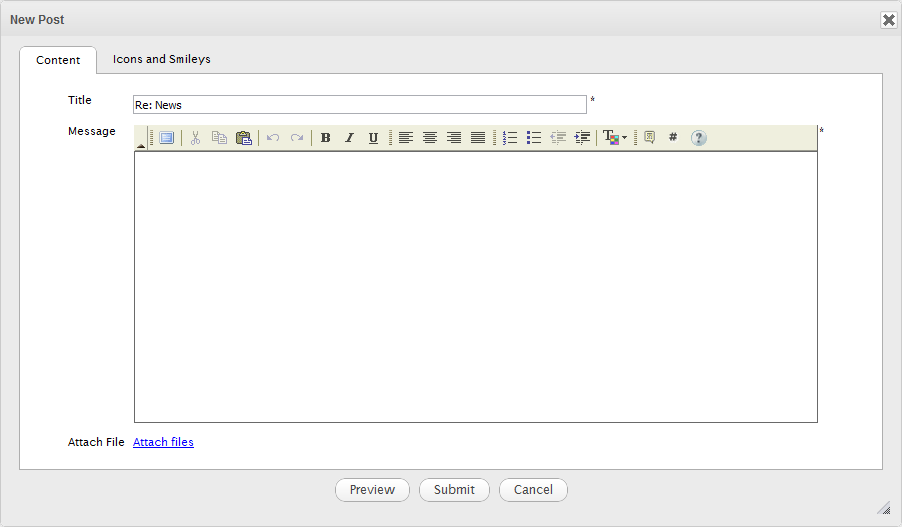 New Post
Content Icons and Smileys
Title Re: News *
Message B I U # ? *
Attach File Attach files
Preview Submit Cancel